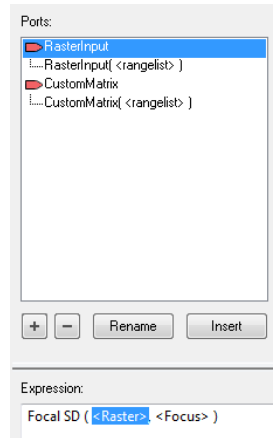 Ports:
RasterInput
RasterInput( <rangelist> )
CustomMatrix
CustomMatrix( <rangelist> )
+ − Rename Insert
Expression:
Focal SD ( <Raster>, <Focus> )